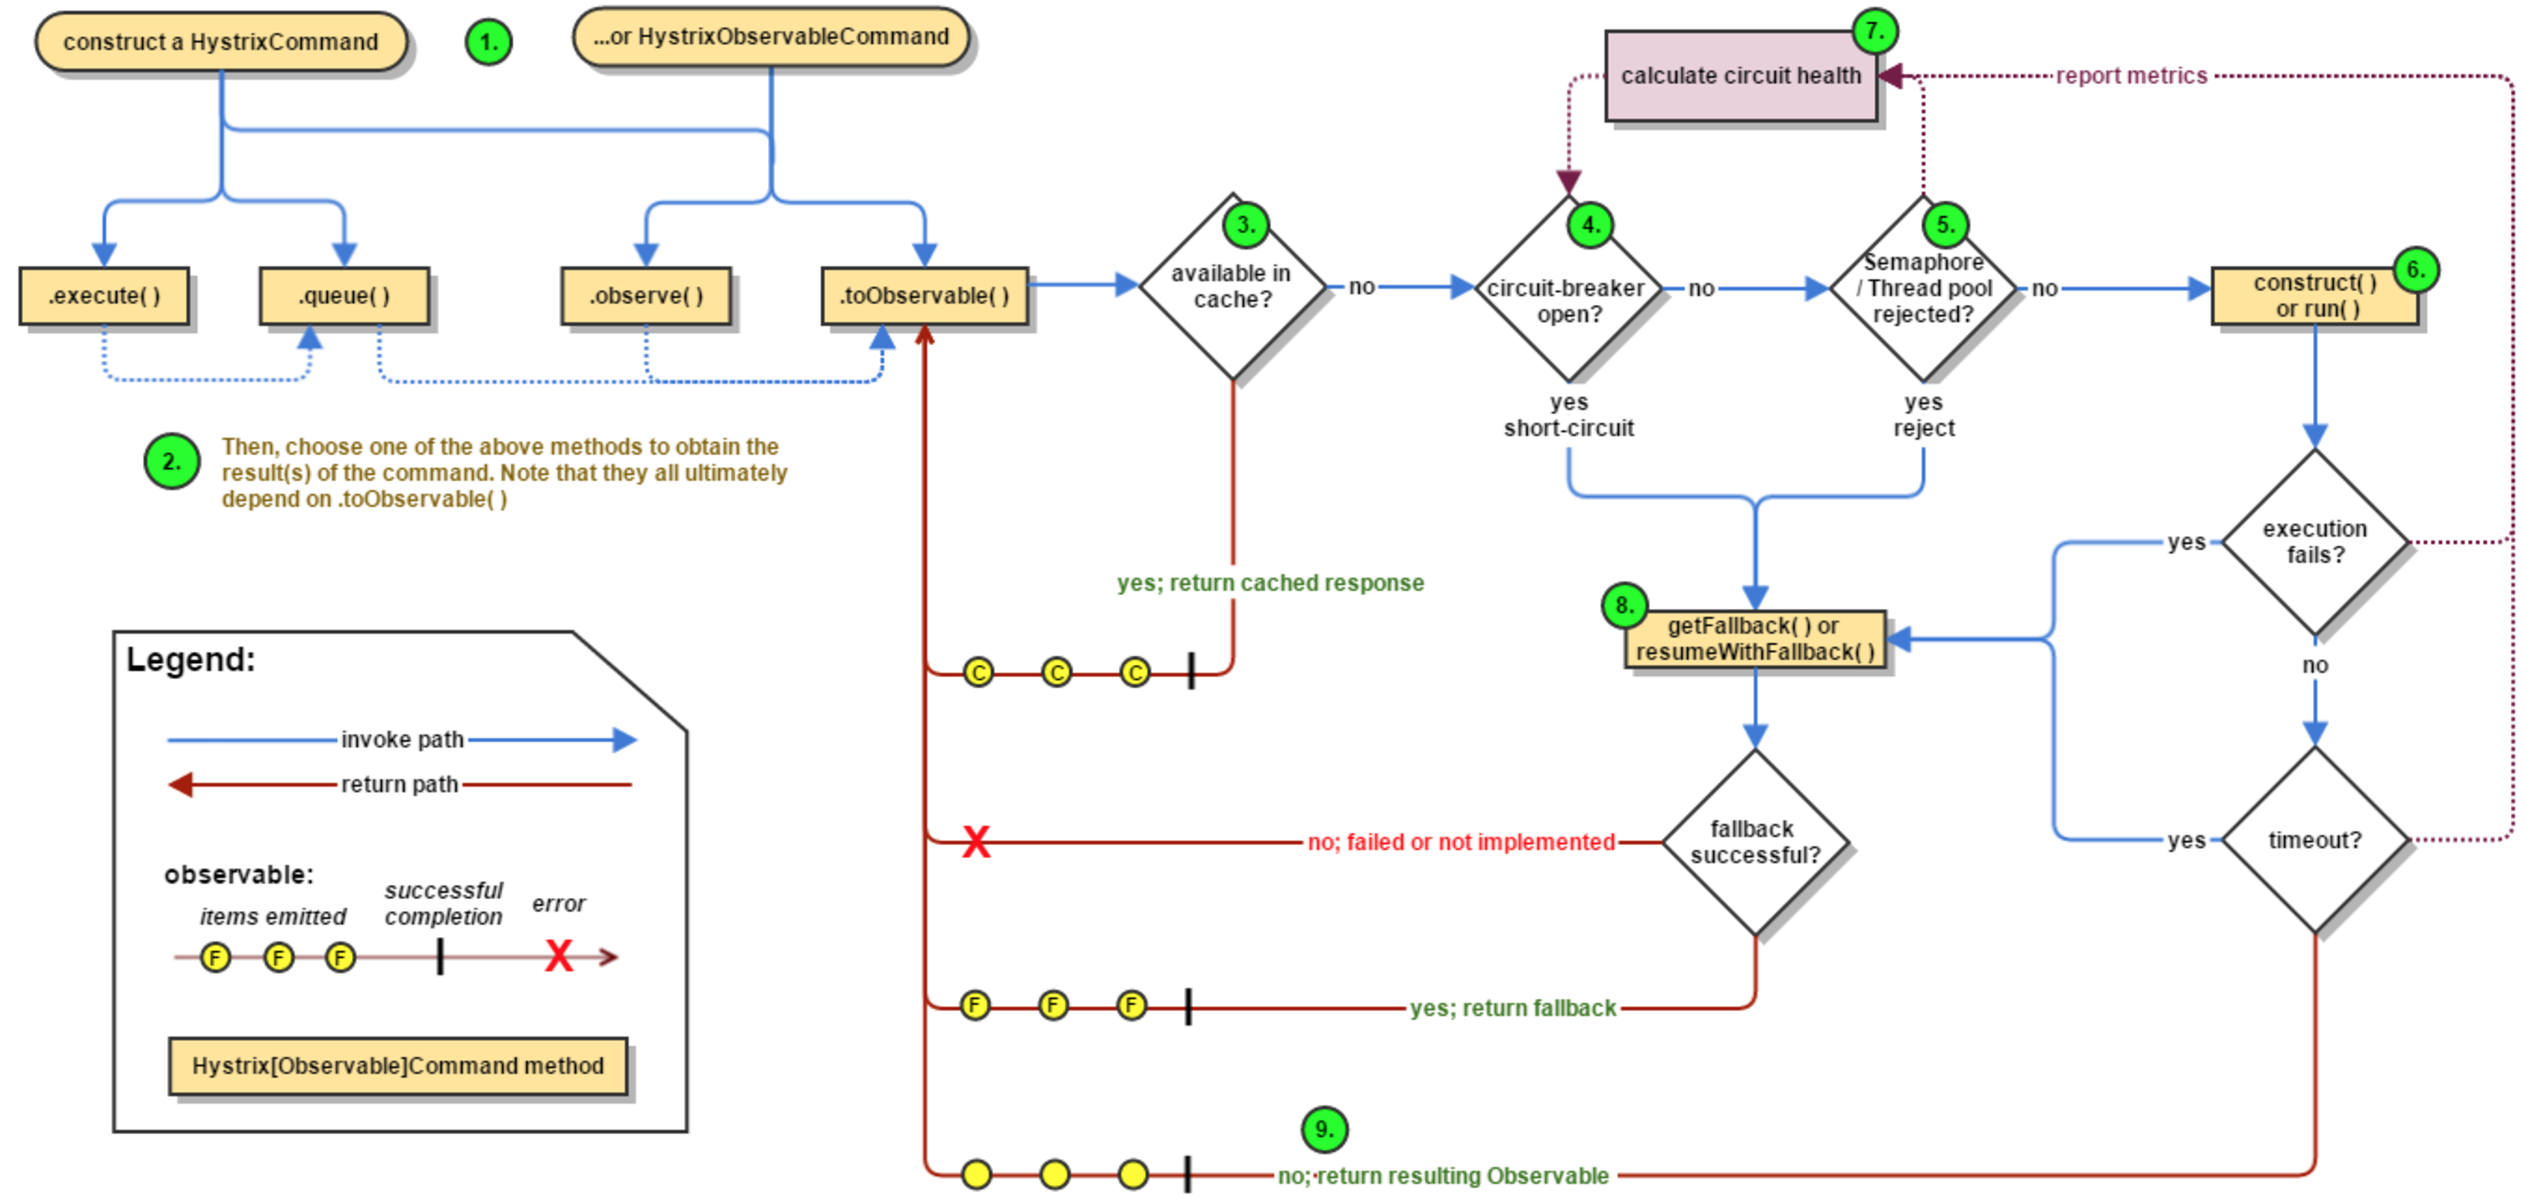 construct a HystrixCommand
1.
...or HystrixObservableCommand
7.
calculate circuit health
report metrics
.execute( )
.queue( )
.observe( )
.toObservable( )
3.
available in
cache?
no
4.
circuit-breaker
open?
no
5.
Semaphore
/ Thread pool
rejected?
no
6.
construct( )
or run( )
yes
short-circuit
yes
reject
2.
Then, choose one of the above methods to obtain the
result(s) of the command. Note that they all ultimately
depend on .toObservable( )
yes; return cached response
yes
execution
fails?
8.
getFallback( ) or
resumeWithFallback( )
no
C C C
Legend:
invoke path
return path
observable:
items emitted
successful
completion
error
F F F X
Hystrix[Observable]Command method
X
no; failed or not implemented
fallback
successful?
yes
timeout?
F F F
yes; return fallback
9.
no; return resulting Observable